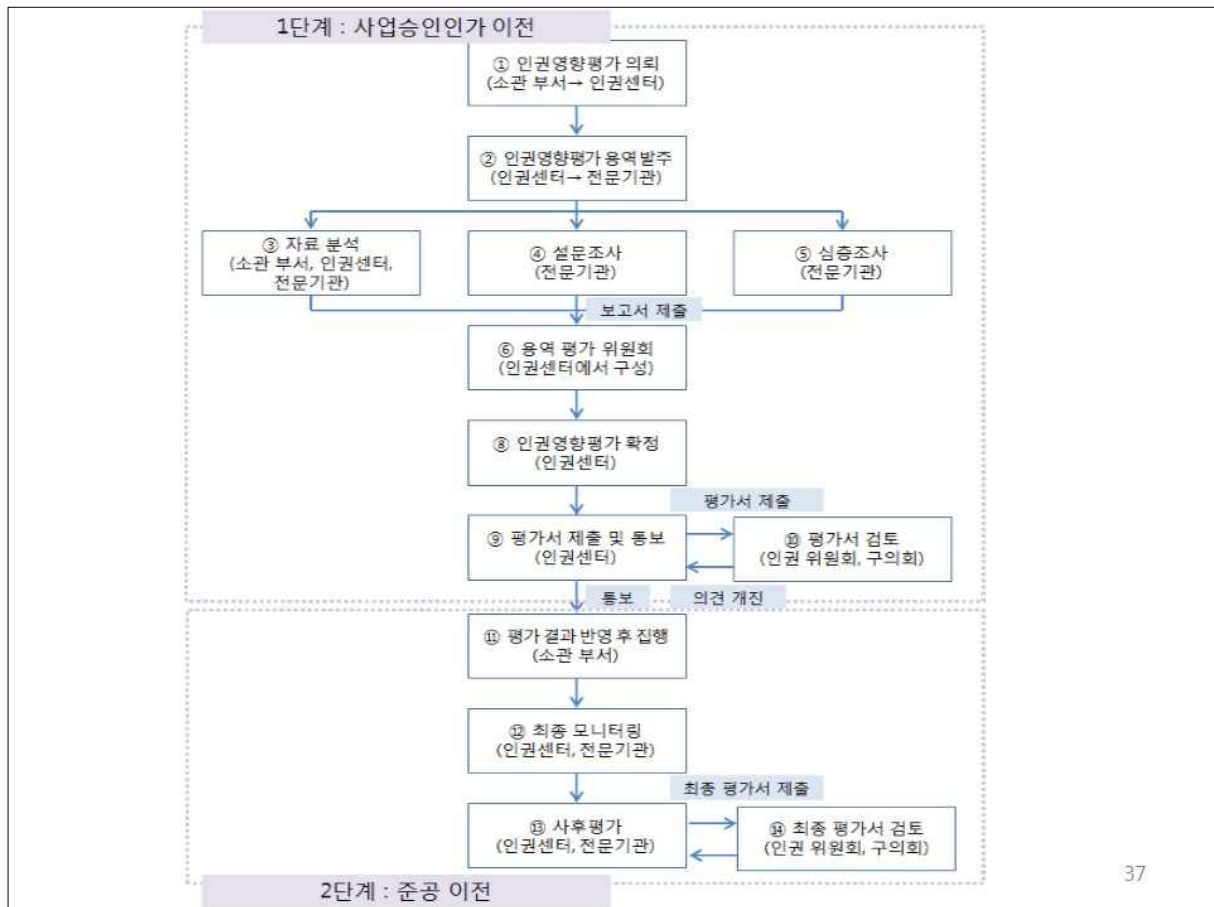 1단계 : 사업승인인가 이전
① 인권영향평가 의뢰
(소관 부서→ 인권센터)
② 인권영향평가 용역 발주
(인권센터→ 전문기관)
③ 자료 분석
(소관 부서, 인권센터,
전문기관)
④ 설문조사
(전문기관)
⑤ 심층조사
(전문기관)
보고서 제출
⑥ 용역 평가 위원회
(인권센터에서 구성)
⑧ 인권영향평가 확정
(인권센터)
평가서 제출
⑨ 평가서 제출 및 통보
(인권센터)
⑩ 평가서 검토
(인권 위원회, 구의회)
통보
의견 개진
⑪ 평가 결과 반영 후 집행
(소관 부서)
⑫ 최종 모니터링
(인권센터, 전문기관)
최종 평가서 제출
⑬ 사후평가
(인권센터, 전문기관)
⑭ 최종 평가서 검토
(인권 위원회, 구의회)
2단계 : 준공 이전
37